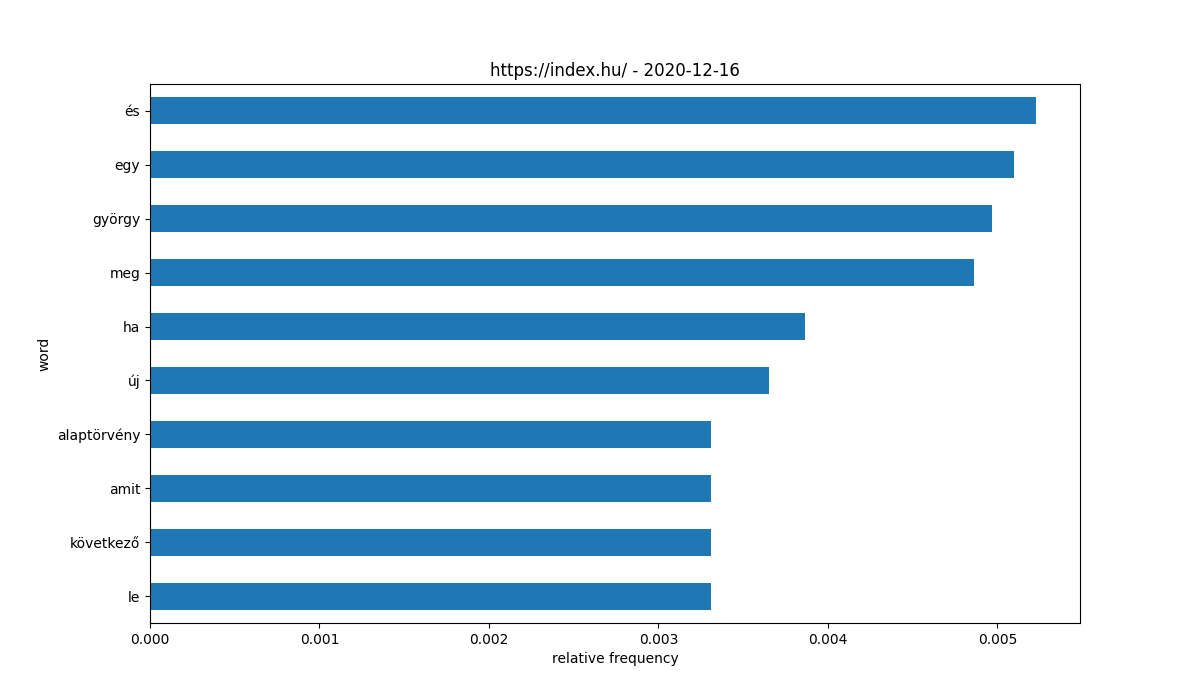 https://index.hu/ - 2020-12-16
és
egy
györgy
meg
ha
új
alaptörvény
amit
következő
le
word
0.000 0.001 0.002 0.003 0.004 0.005
relative frequency